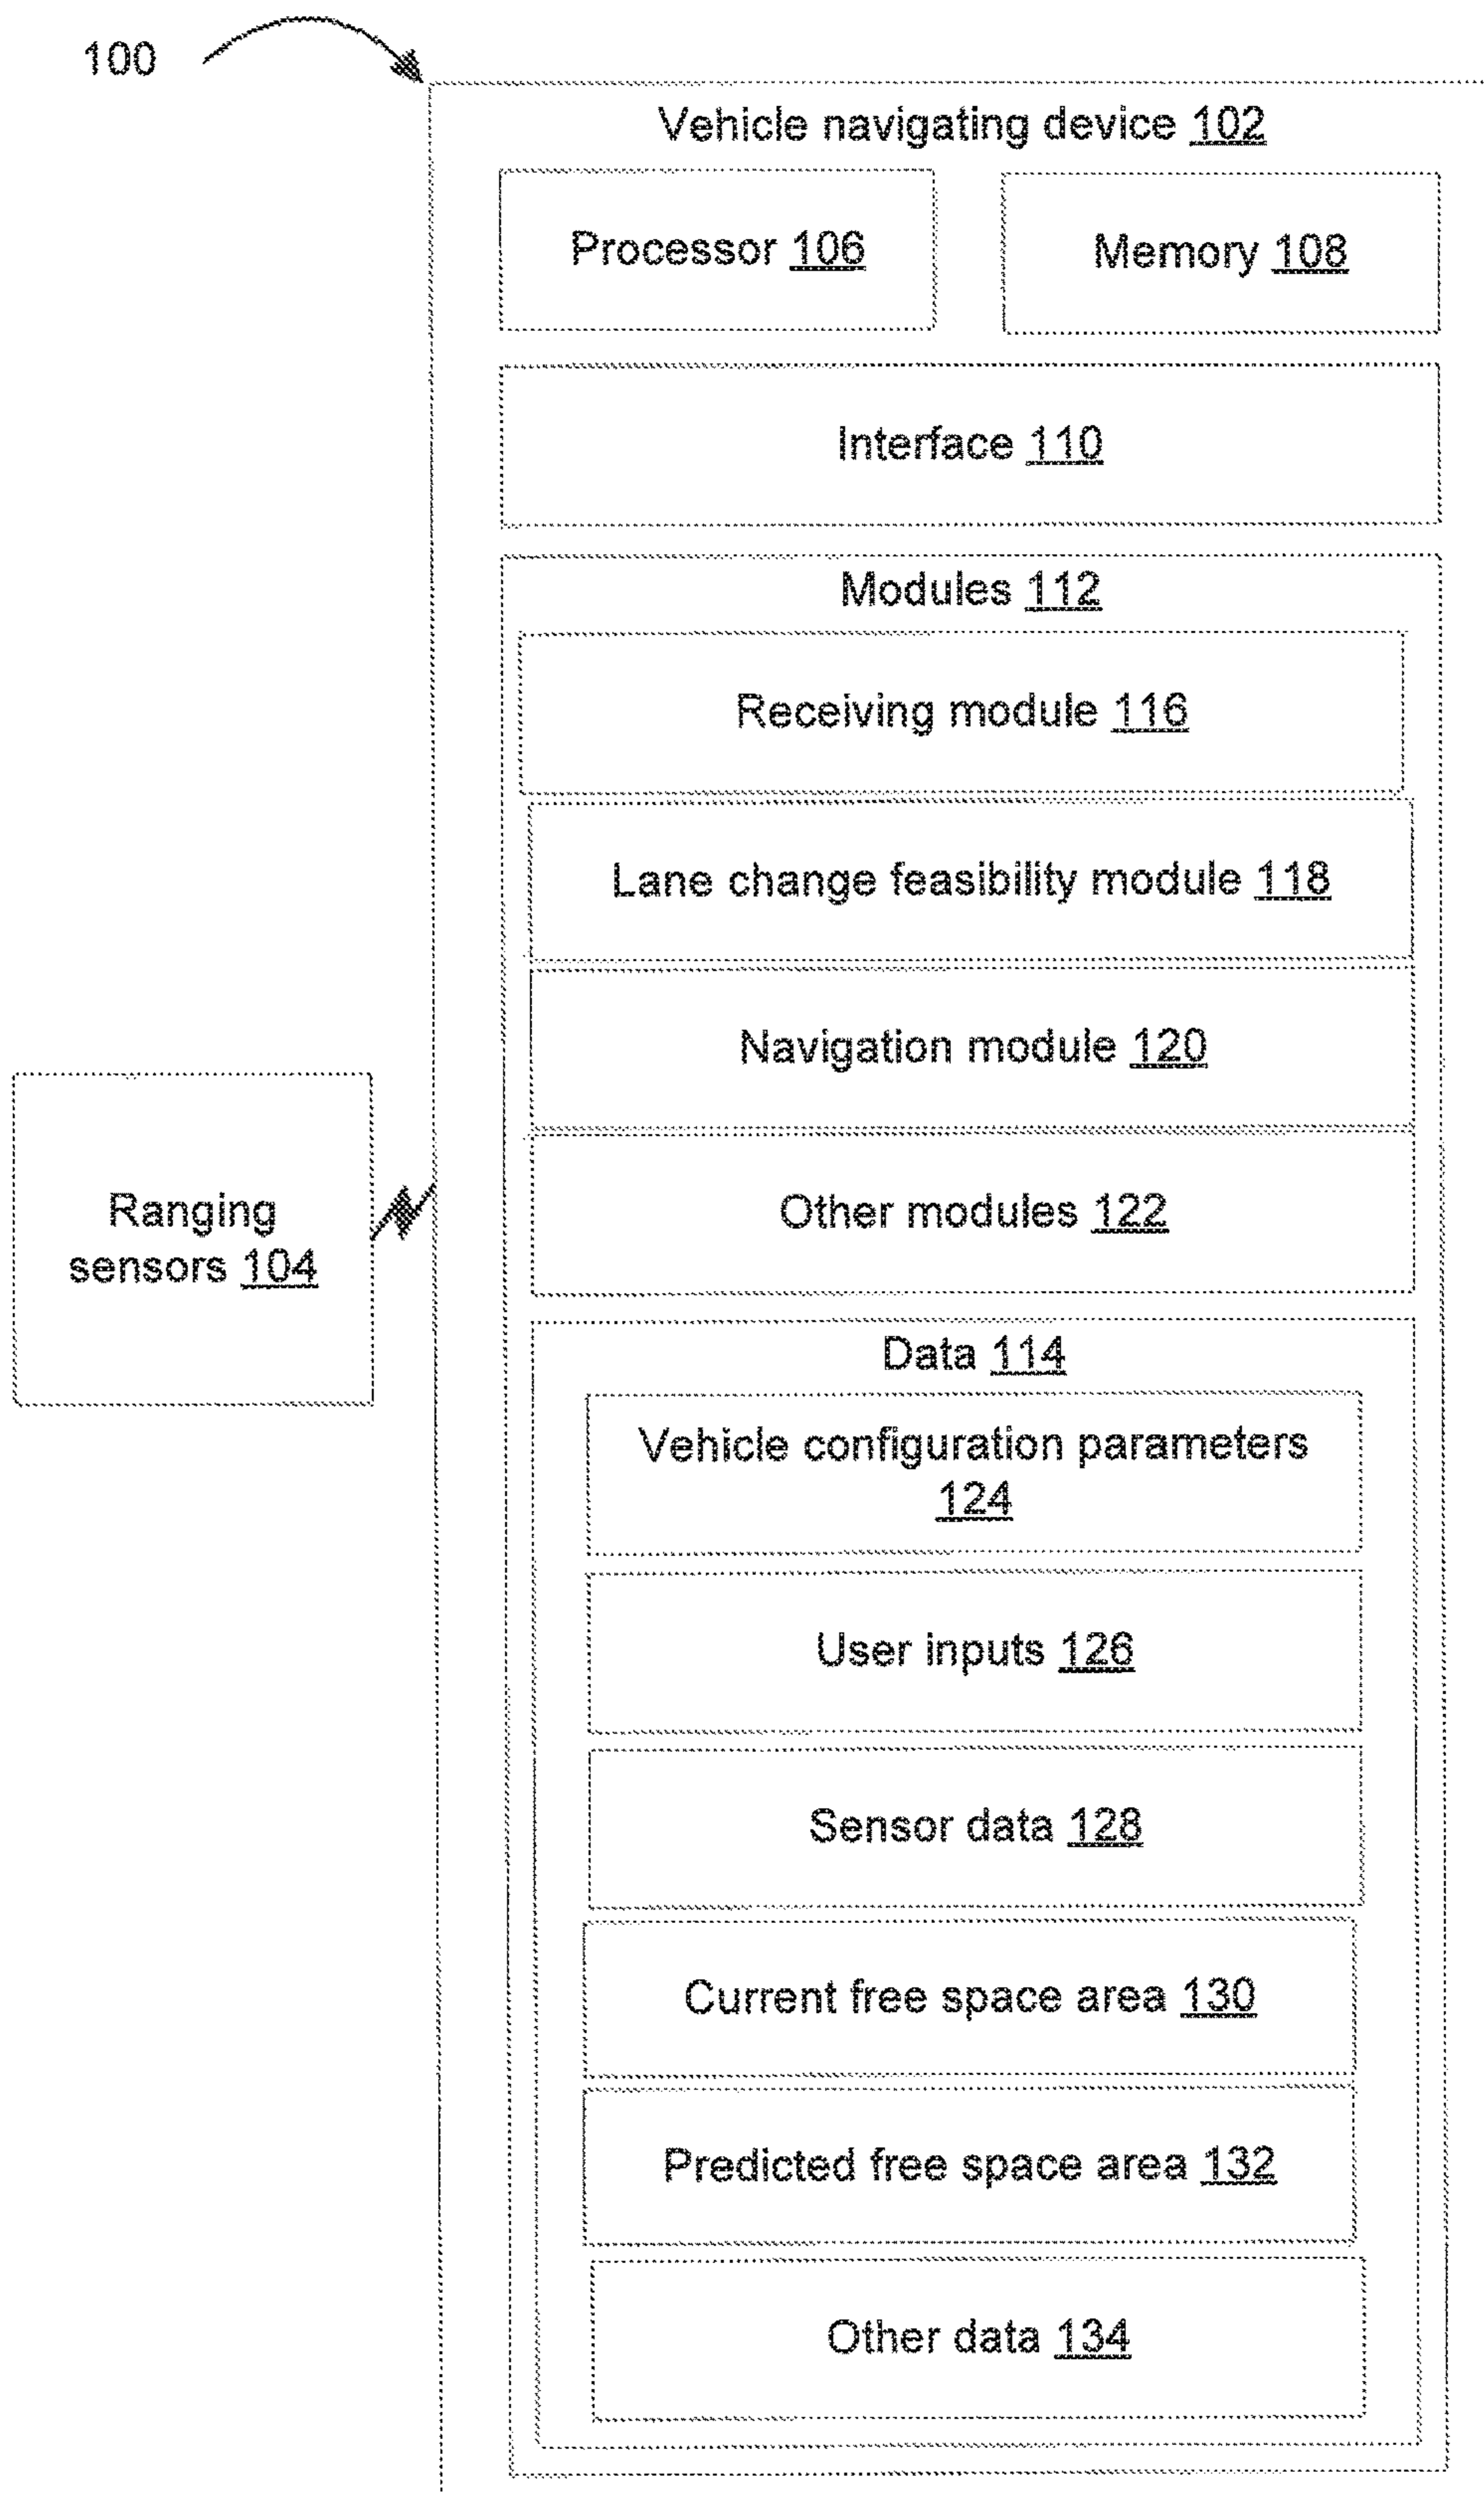 100
Vehicle navigating device 102
Processor 106
Memory 108
Interface 110
Modules 112
Receiving module 116
Lane change feasibility module 118
Navigation module 120
Other modules 122
Ranging
sensors 104
Data 114
Vehicle configuration parameters
124
User inputs 126
Sensor data 128
Current free space area 130
Predicted free space area 132
Other data 134